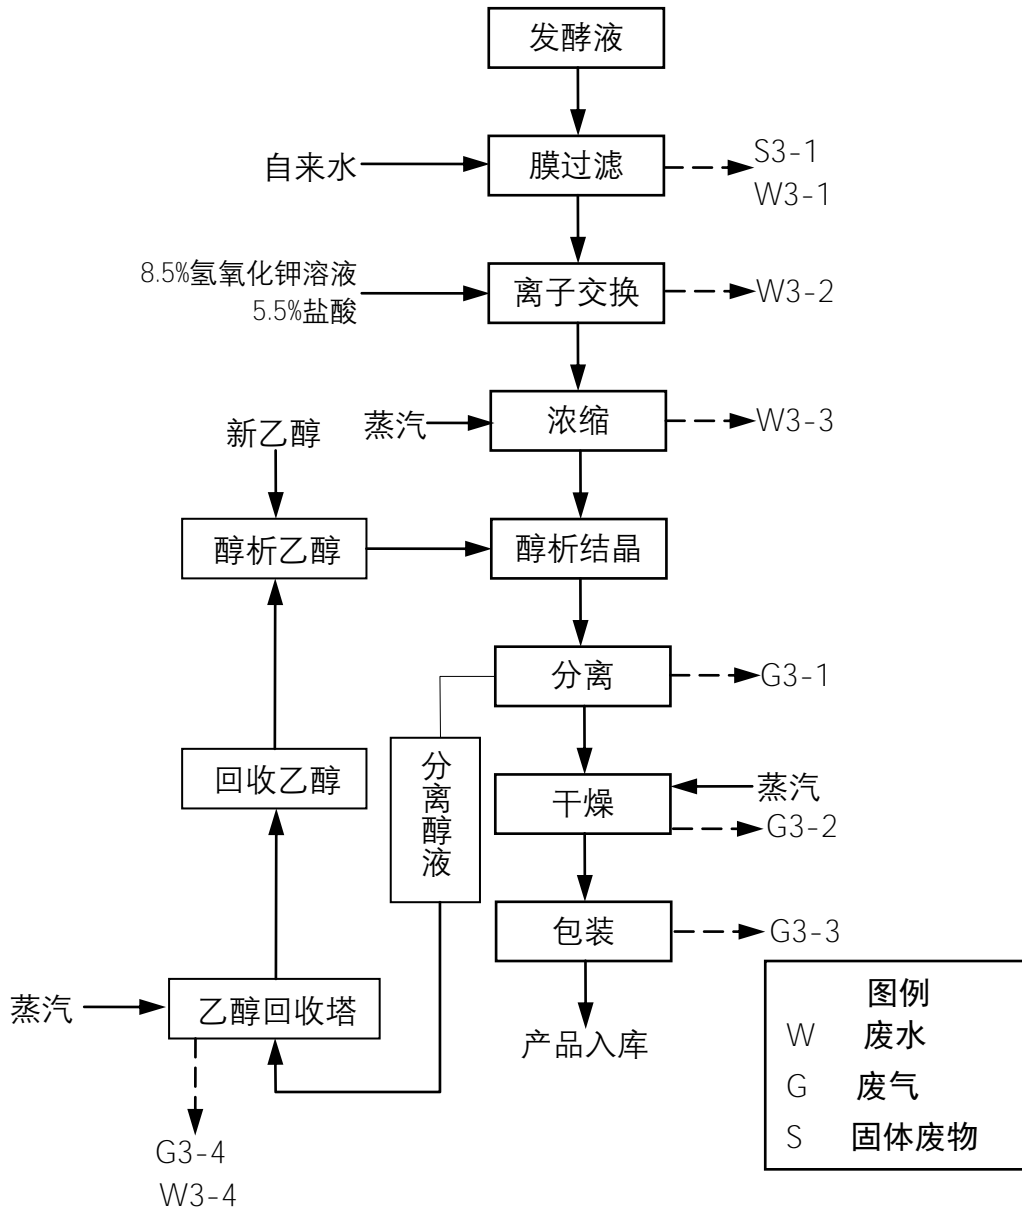 发酵液
自来水
膜过滤
S3-1
W3-1
8.5%氢氧化钾溶液
5.5%盐酸
离子交换
W3-2
新乙醇
蒸汽
浓缩
W3-3
醇析乙醇
醇析结晶
分离
G3-1
回收乙醇
分离醇液
干燥
蒸汽
G3-2
包装
G3-3
蒸汽
乙醇回收塔
产品入库
G3-4
W3-4
图例
W 废水
G 废气
S 固体废物